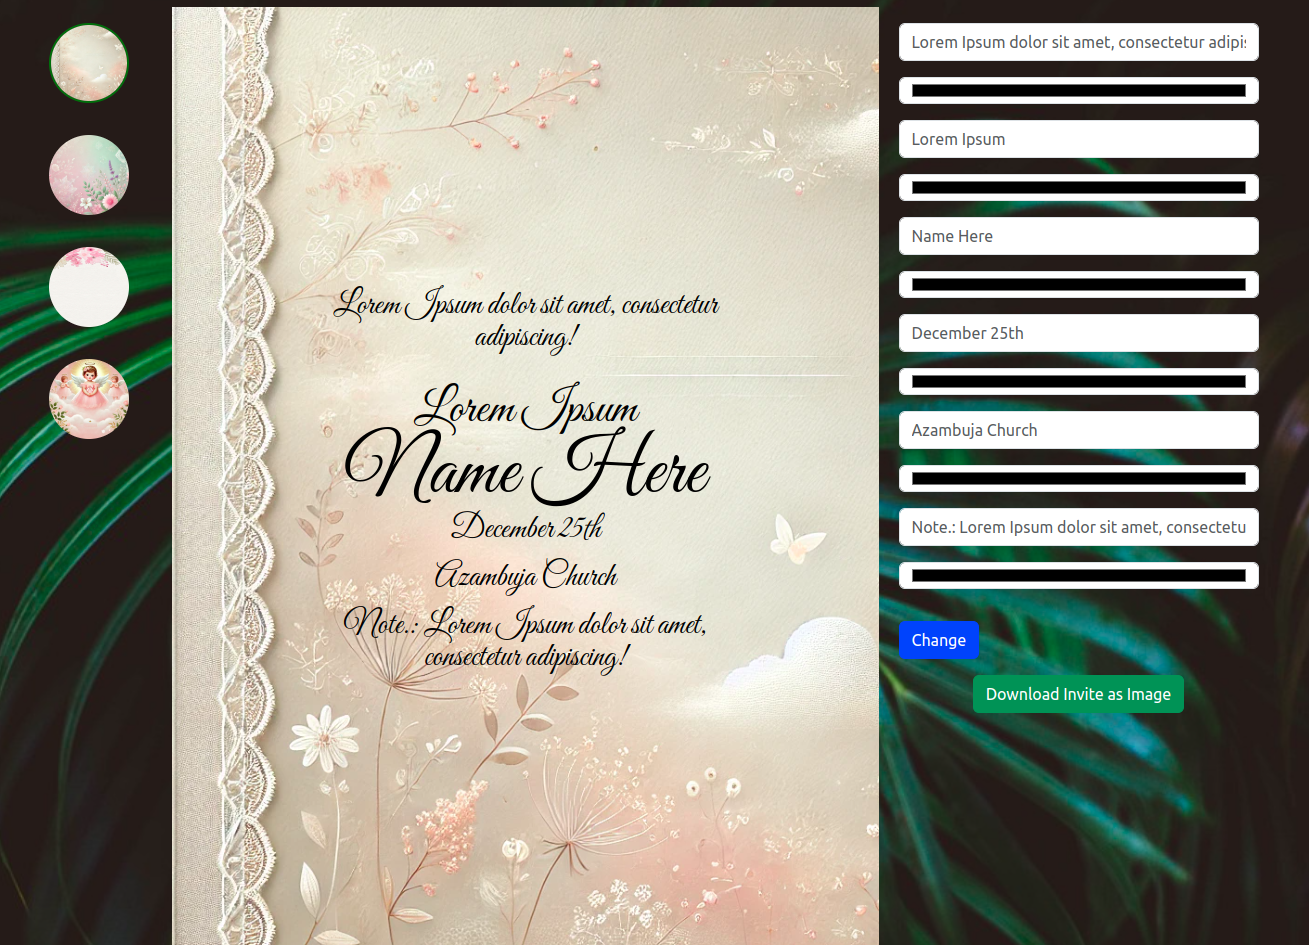 Lorem Ipsum dolor sit amet, consectetur
adipiscing!
Lorem Ipsum
Name Here
December 25th
Azambuja Church
Note.: Lorem Ipsum dolor sit amet,
consectetur adipiscing!
Lorem Ipsum dolor sit amet, consectetur adipis
Lorem Ipsum
Name Here
December 25th
Azambuja Church
Note.: Lorem Ipsum dolor sit amet, consectetu
Change
Download Invite as Image